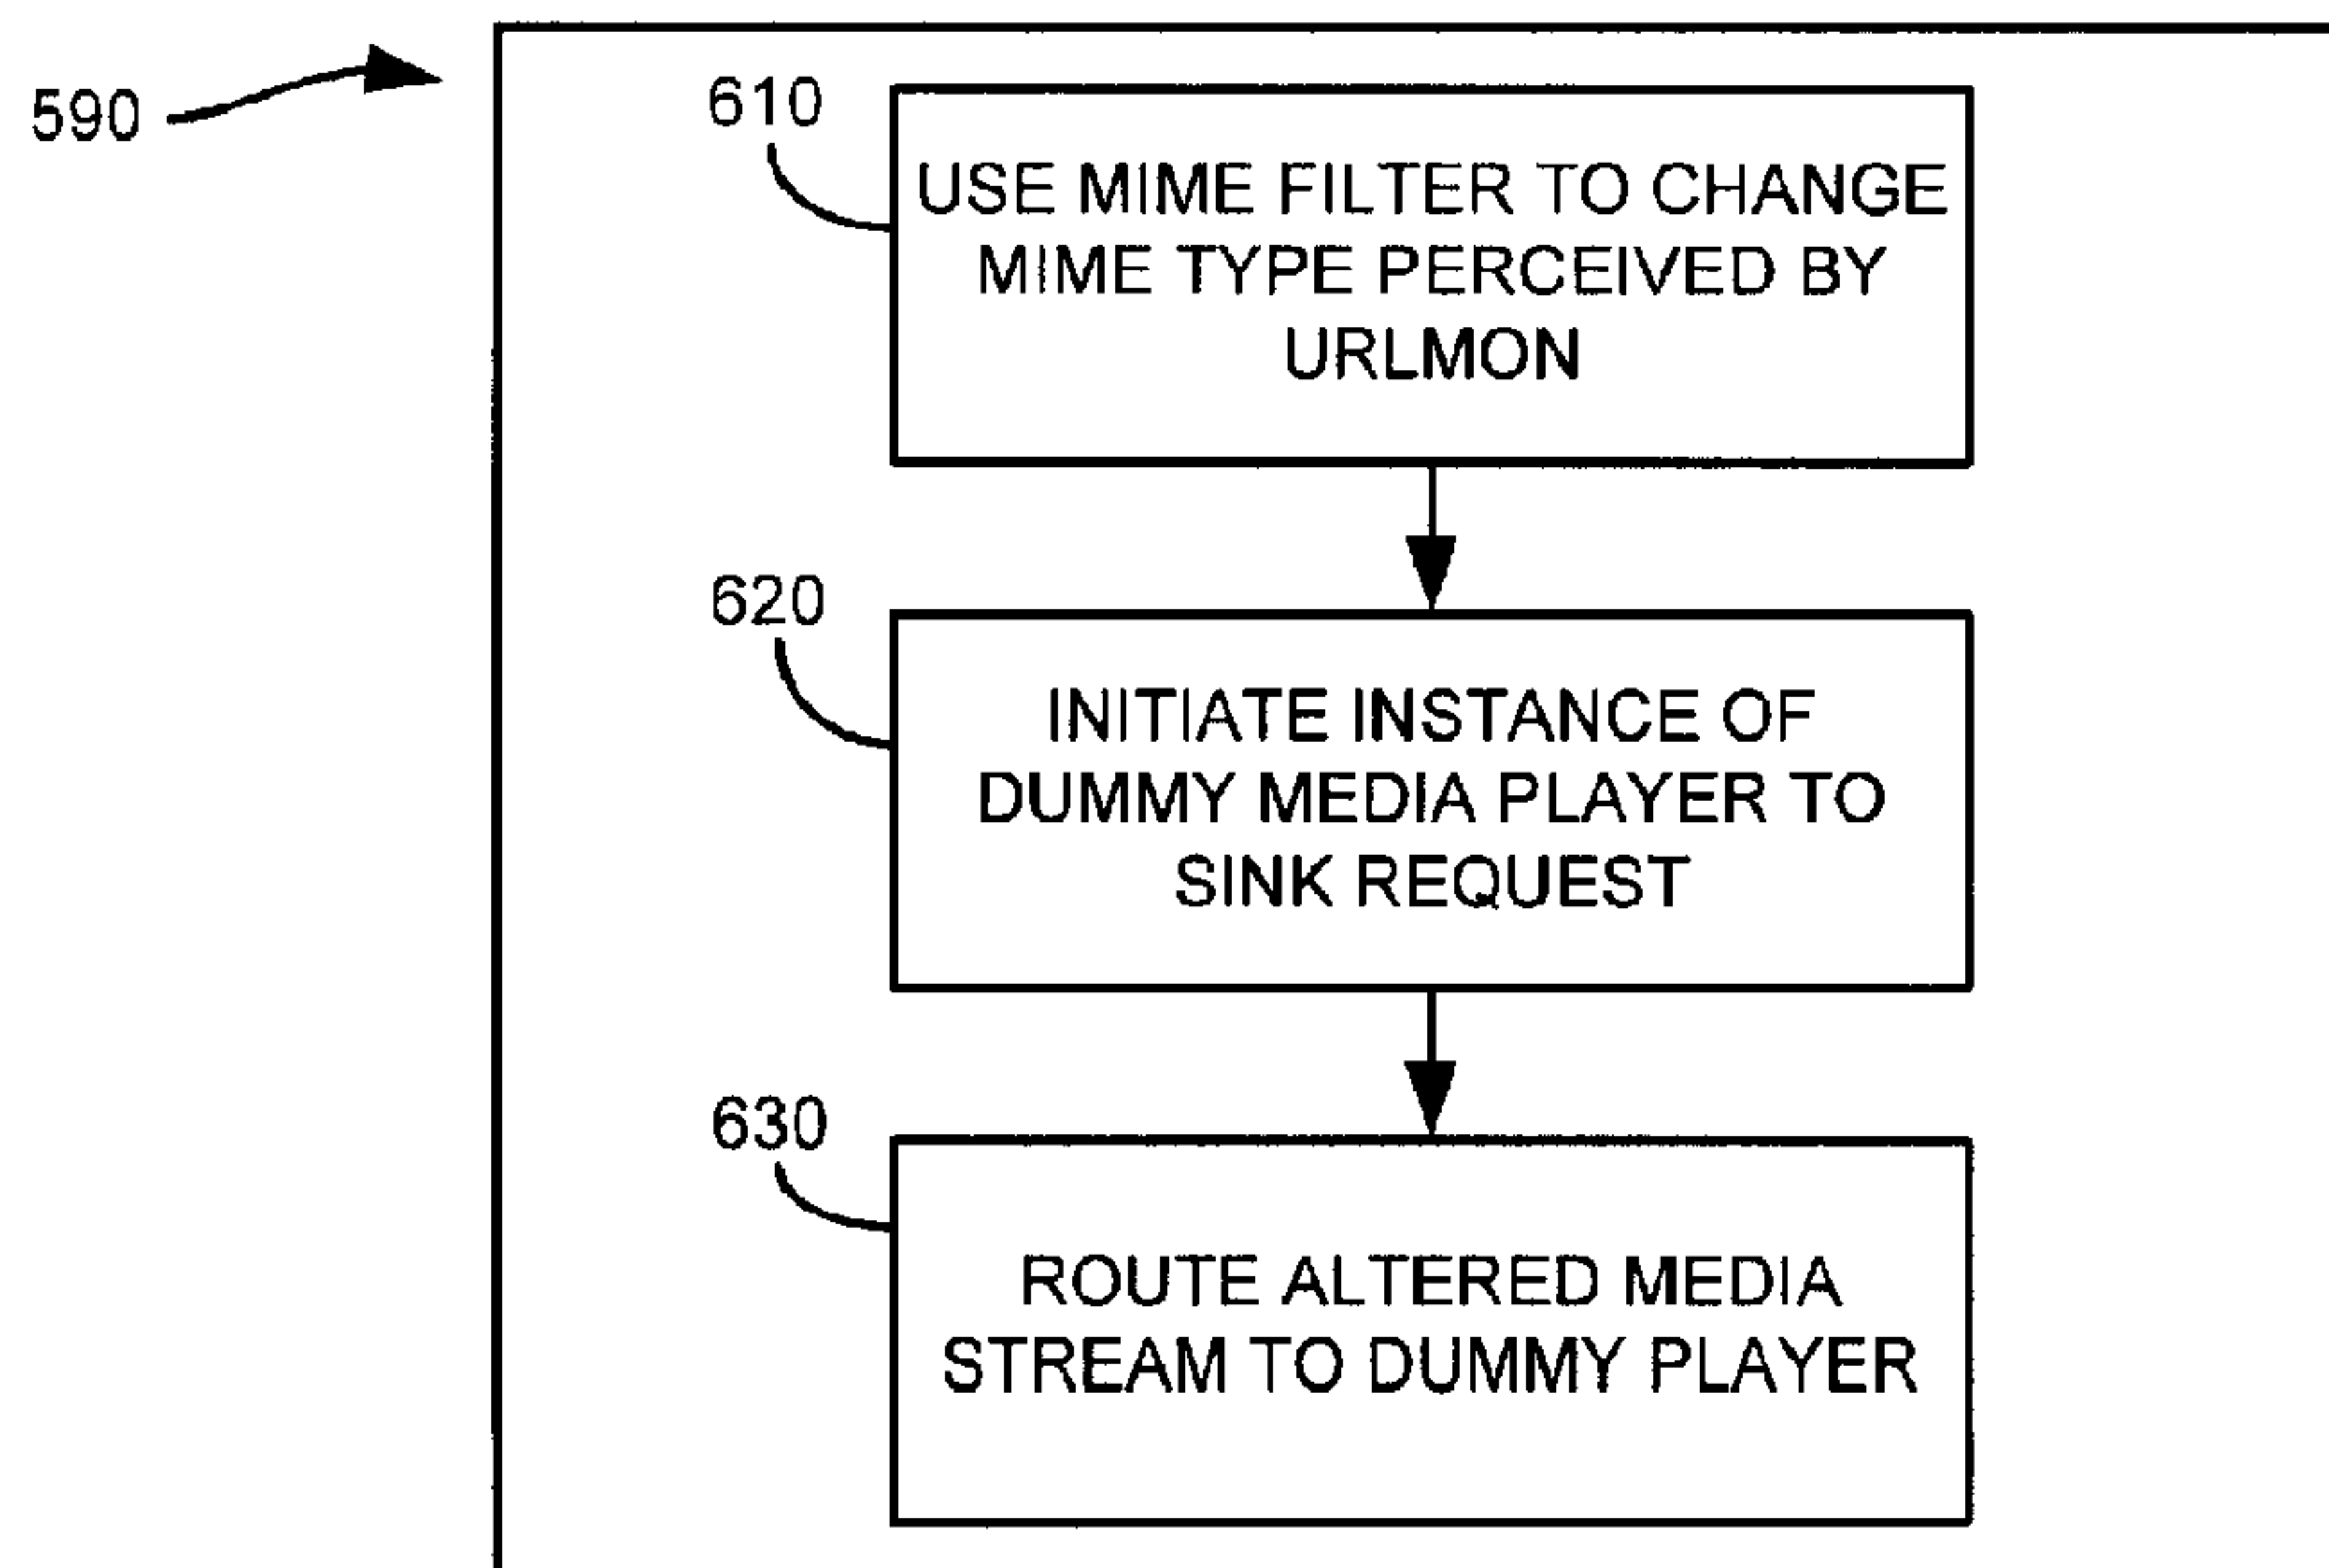 590
610
USE MIME FILTER TO CHANGE
MIME TYPE PERCEIVED BY
URLMON
620
INITIATE INSTANCE OF
DUMMY MEDIA PLAYER TO
SINK REQUEST
630
ROUTE ALTERED MEDIA
STREAM TO DUMMY PLAYER